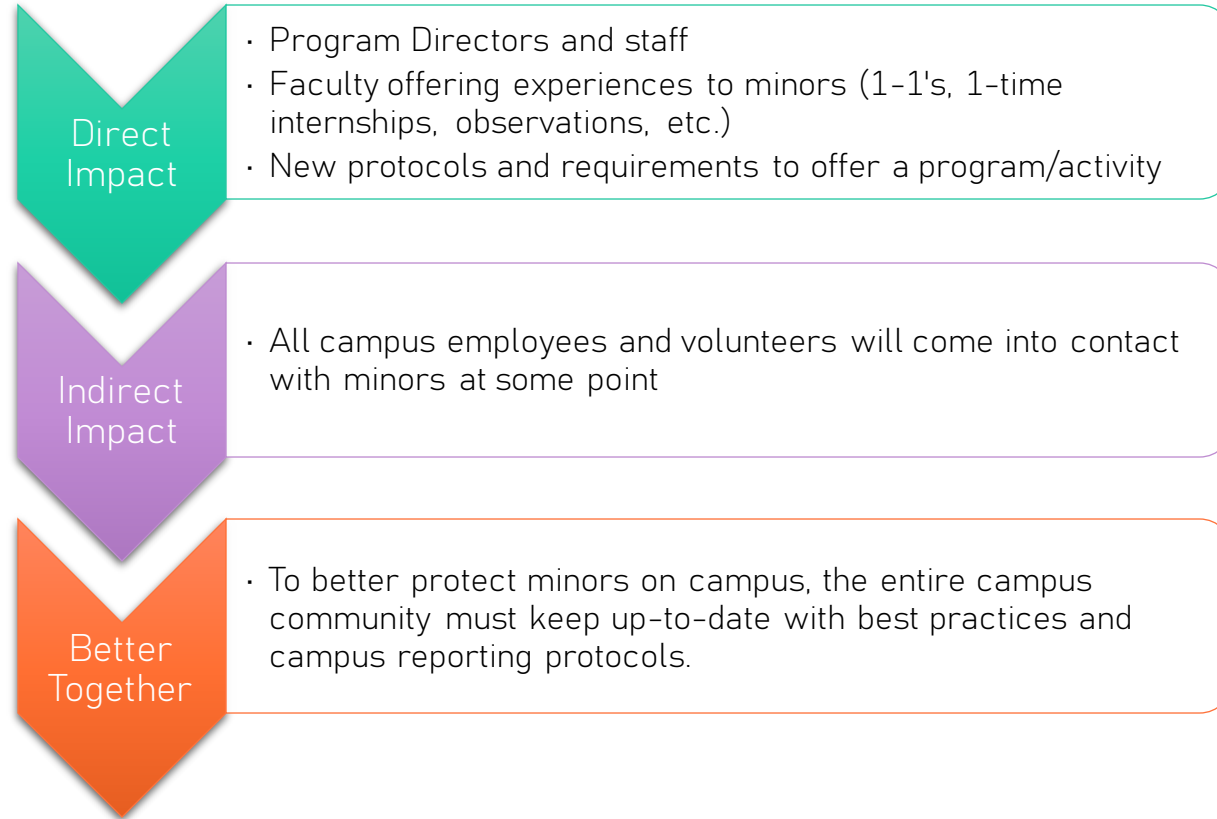 Direct
Impact
· Program Directors and staff
· Faculty offering experiences to minors (1-1's, 1-time
internships, observations, etc.)
· New protocols and requirements to offer a program/activity
Indirect
Impact
· All campus employees and volunteers will come into contact
with minors at some point
Better
Together
· To better protect minors on campus, the entire campus
community must keep up-to-date with best practices and
campus reporting protocols.